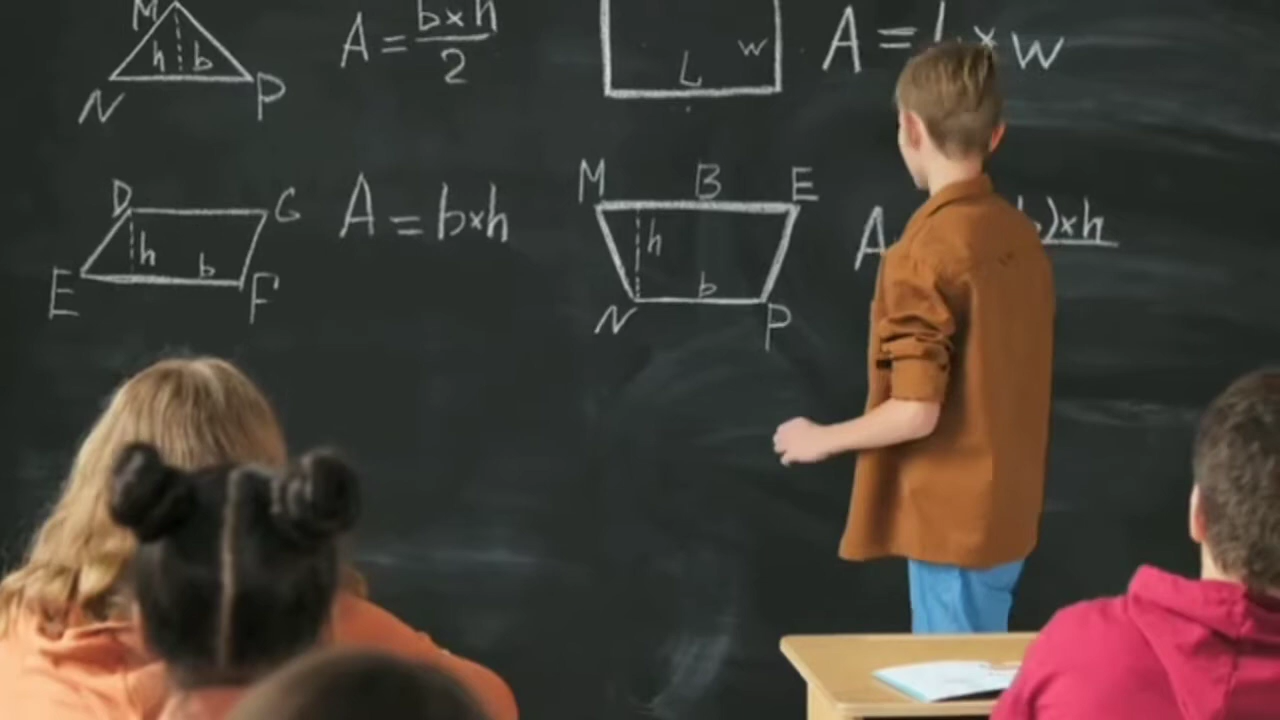 M
h b
N P
A = b×h
2
w
L
A = L × w
D G
h b
E F
A = b×h
M B E
h
b
N P
A b)×h